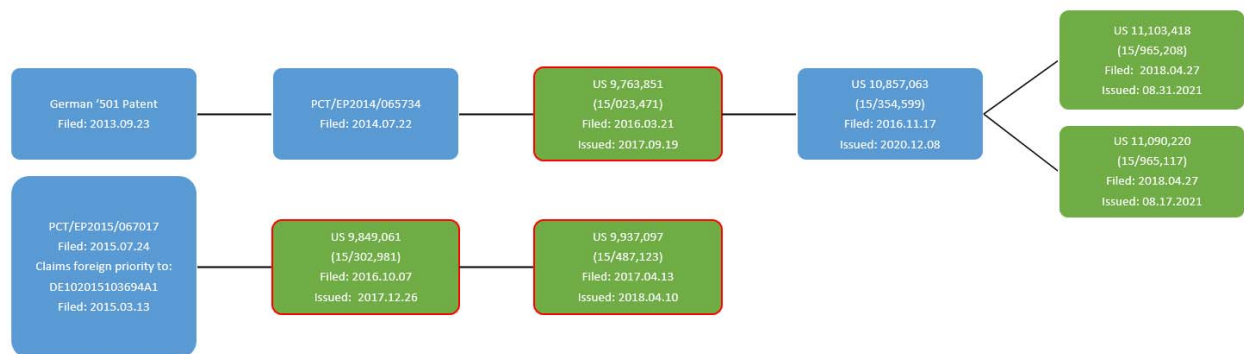 German '501 Patent
Filed: 2013.09.23
PCT/EP2014/065734
Filed: 2014.07.22
US 9,763,851
(15/023,471)
Filed: 2016.03.21
Issued: 2017.09.19
US 10,857,063
(15/354,599)
Filed: 2016.11.17
Issued: 2020.12.08
US 11,103,418
(15/965,208)
Filed: 2018.04.27
Issued: 08.31.2021
US 11,090,220
(15/965,117)
Filed: 2018.04.27
Issued: 08.17.2021
PCT/EP2015/067017
Filed: 2015.07.24
Claims foreign priority to:
DE102015103694A1
Filed: 2015.03.13
US 9,849,061
(15/302,981)
Filed: 2016.10.07
Issued: 2017.12.26
US 9,937,097
(15/487,123)
Filed: 2017.04.13
Issued: 2018.04.10